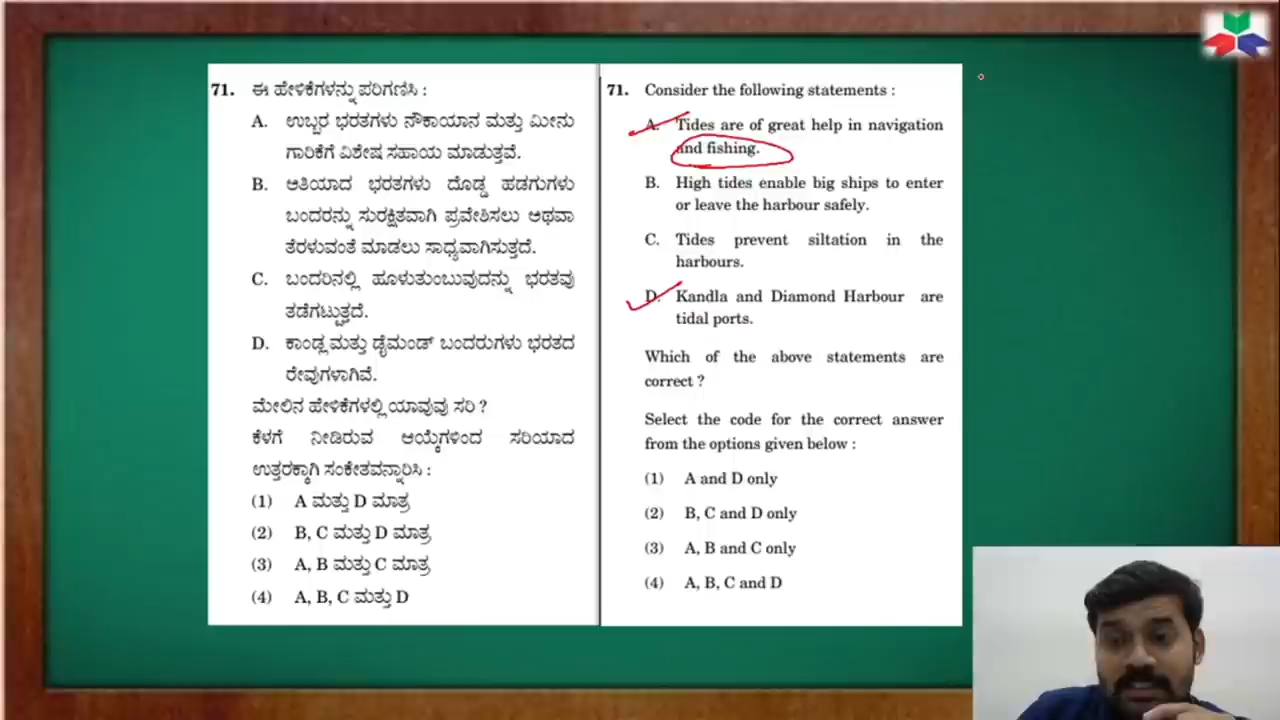 71. ಈ ಹೇಳಿಕೆಗಳನ್ನು ಪರಿಗಣಿಸಿ :
A. ಉಬ್ಬರ ಭರತಗಳು ನೌಕಾಯಾನ ಮತ್ತು ಮೀನು
ಗಾರಿಕೆಗೆ ವಿಶೇಷ ಸಹಾಯ ಮಾಡುತ್ತವೆ.
B. ಅತಿಯಾದ ಭರತಗಳು ದೊಡ್ಡ ಹಡಗುಗಳು
ಬಂದರನ್ನು ಸುರಕ್ಷಿತವಾಗಿ ಪ್ರವೇಶಿಸಲು ಅಥವಾ
ತೆರಳುವಂತೆ ಮಾಡಲು ಸಾಧ್ಯವಾಗಿಸುತ್ತದೆ.
C. ಬಂದರಿನಲ್ಲಿ ಹೂಳುತುಂಬುವುದನ್ನು ಭರತವು
ತಡೆಗಟ್ಟುತ್ತದೆ.
D. ಕಾಂಡ್ಲ ಮತ್ತು ಡೈಮಂಡ್ ಬಂದರುಗಳು ಭರತದ
ರೇವುಗಳಾಗಿವೆ.
ಮೇಲಿನ ಹೇಳಿಕೆಗಳಲ್ಲಿ ಯಾವುವು ಸರಿ ?
ಕೆಳಗೆ ನೀಡಿರುವ ಆಯ್ಕೆಗಳಿಂದ ಸರಿಯಾದ
ಉತ್ತರಕ್ಕಾಗಿ ಸಂಕೇತವನ್ನಾರಿಸಿ :
(1) A ಮತ್ತು D ಮಾತ್ರ
(2) B, C ಮತ್ತು D ಮಾತ್ರ
(3) A, B ಮತ್ತು C ಮಾತ್ರ
(4) A, B, C ಮತ್ತು D
71. Consider the following statements :
A. Tides are of great help in navigation
and fishing.
B. High tides enable big ships to enter
or leave the harbour safely.
C. Tides prevent siltation in the
harbours.
D. Kandla and Diamond Harbour are
tidal ports.
Which of the above statements are
correct ?
Select the code for the correct answer
from the options given below :
(1) A and D only
(2) B, C and D only
(3) A, B and C only
(4) A, B, C and D